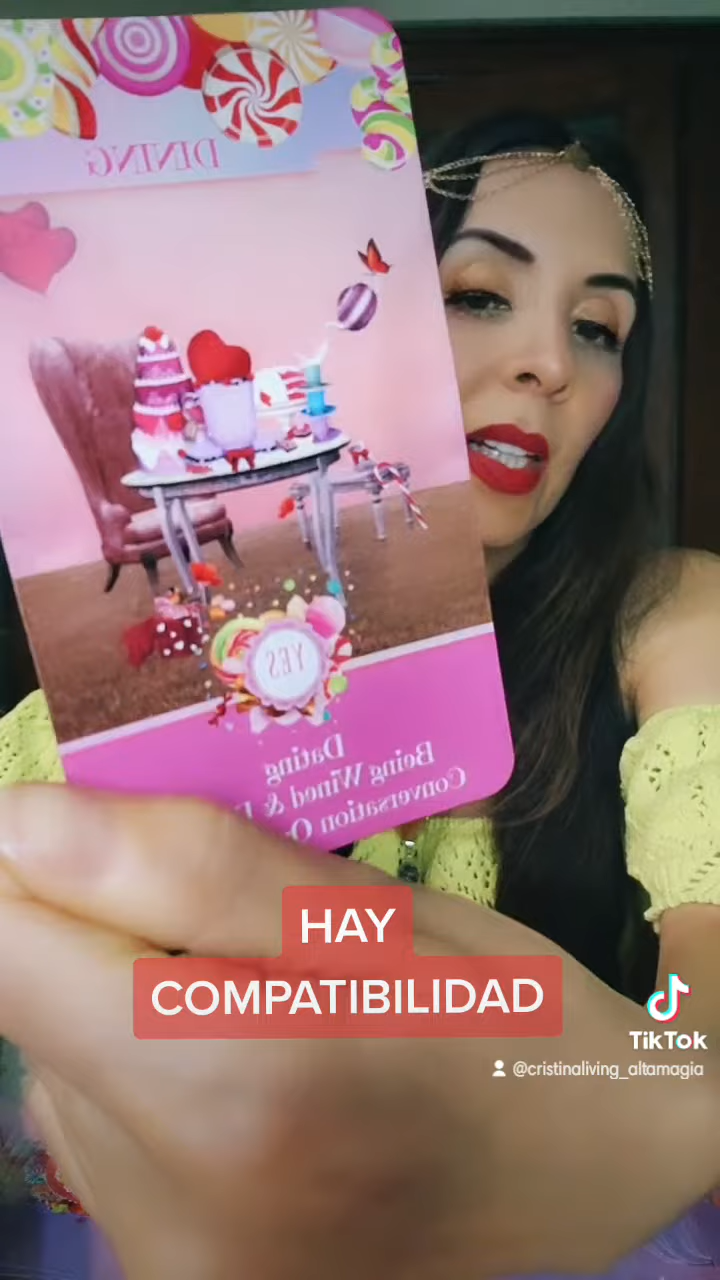 DINING
YES
Dating
Being Wined &
Conversation
HAY
COMPATIBILIDAD
TikTok
@cristinaliving_altamagia